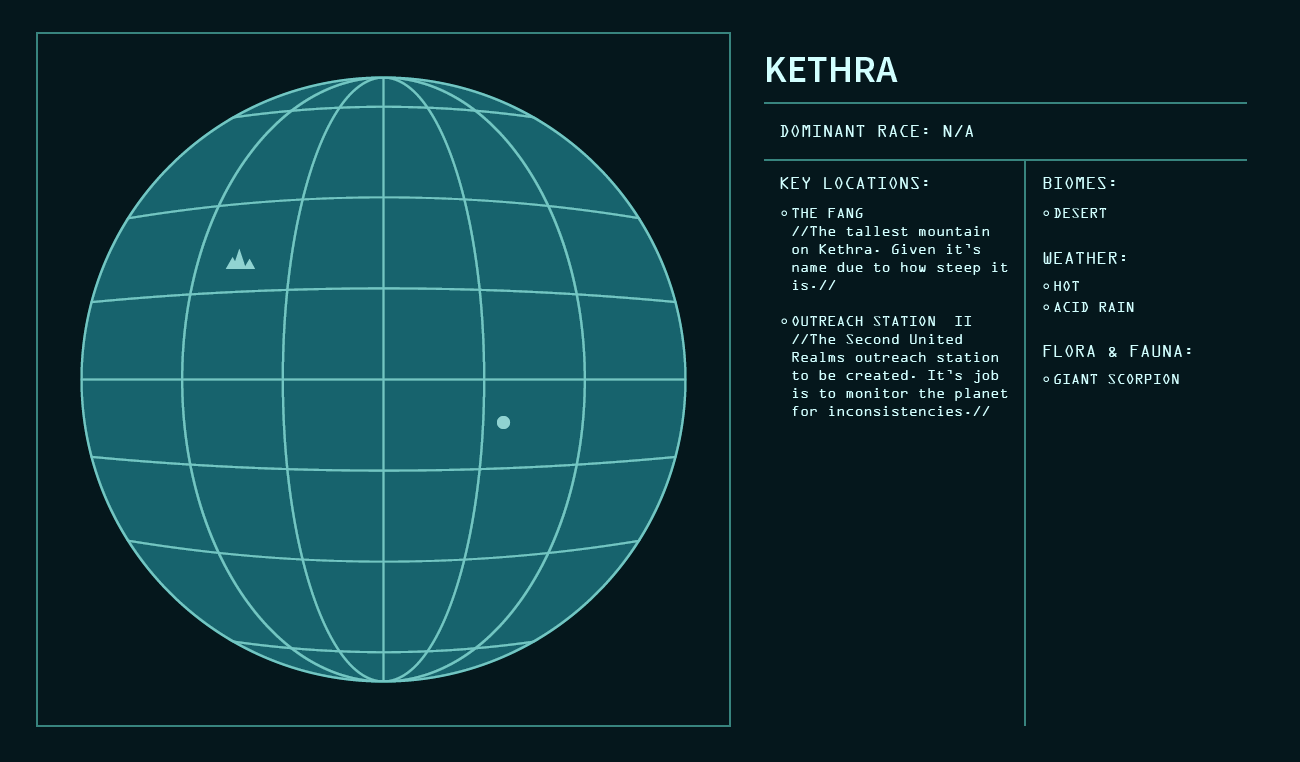 KETHRA
DOMINANT RACE: N/A
KEY LOCATIONS:
THE FANG
//The tallest mountain
on Kethra. Given it's
name due to how steep it
is.//
OUTREACH STATION II
//The Second United
Realms outreach station
to be created. It's job
is to monitor the planet
for inconsistencies.//
BIOMES:
DESERT
WEATHER:
HOT
ACID RAIN
FLORA & FAUNA:
GIANT SCORPION